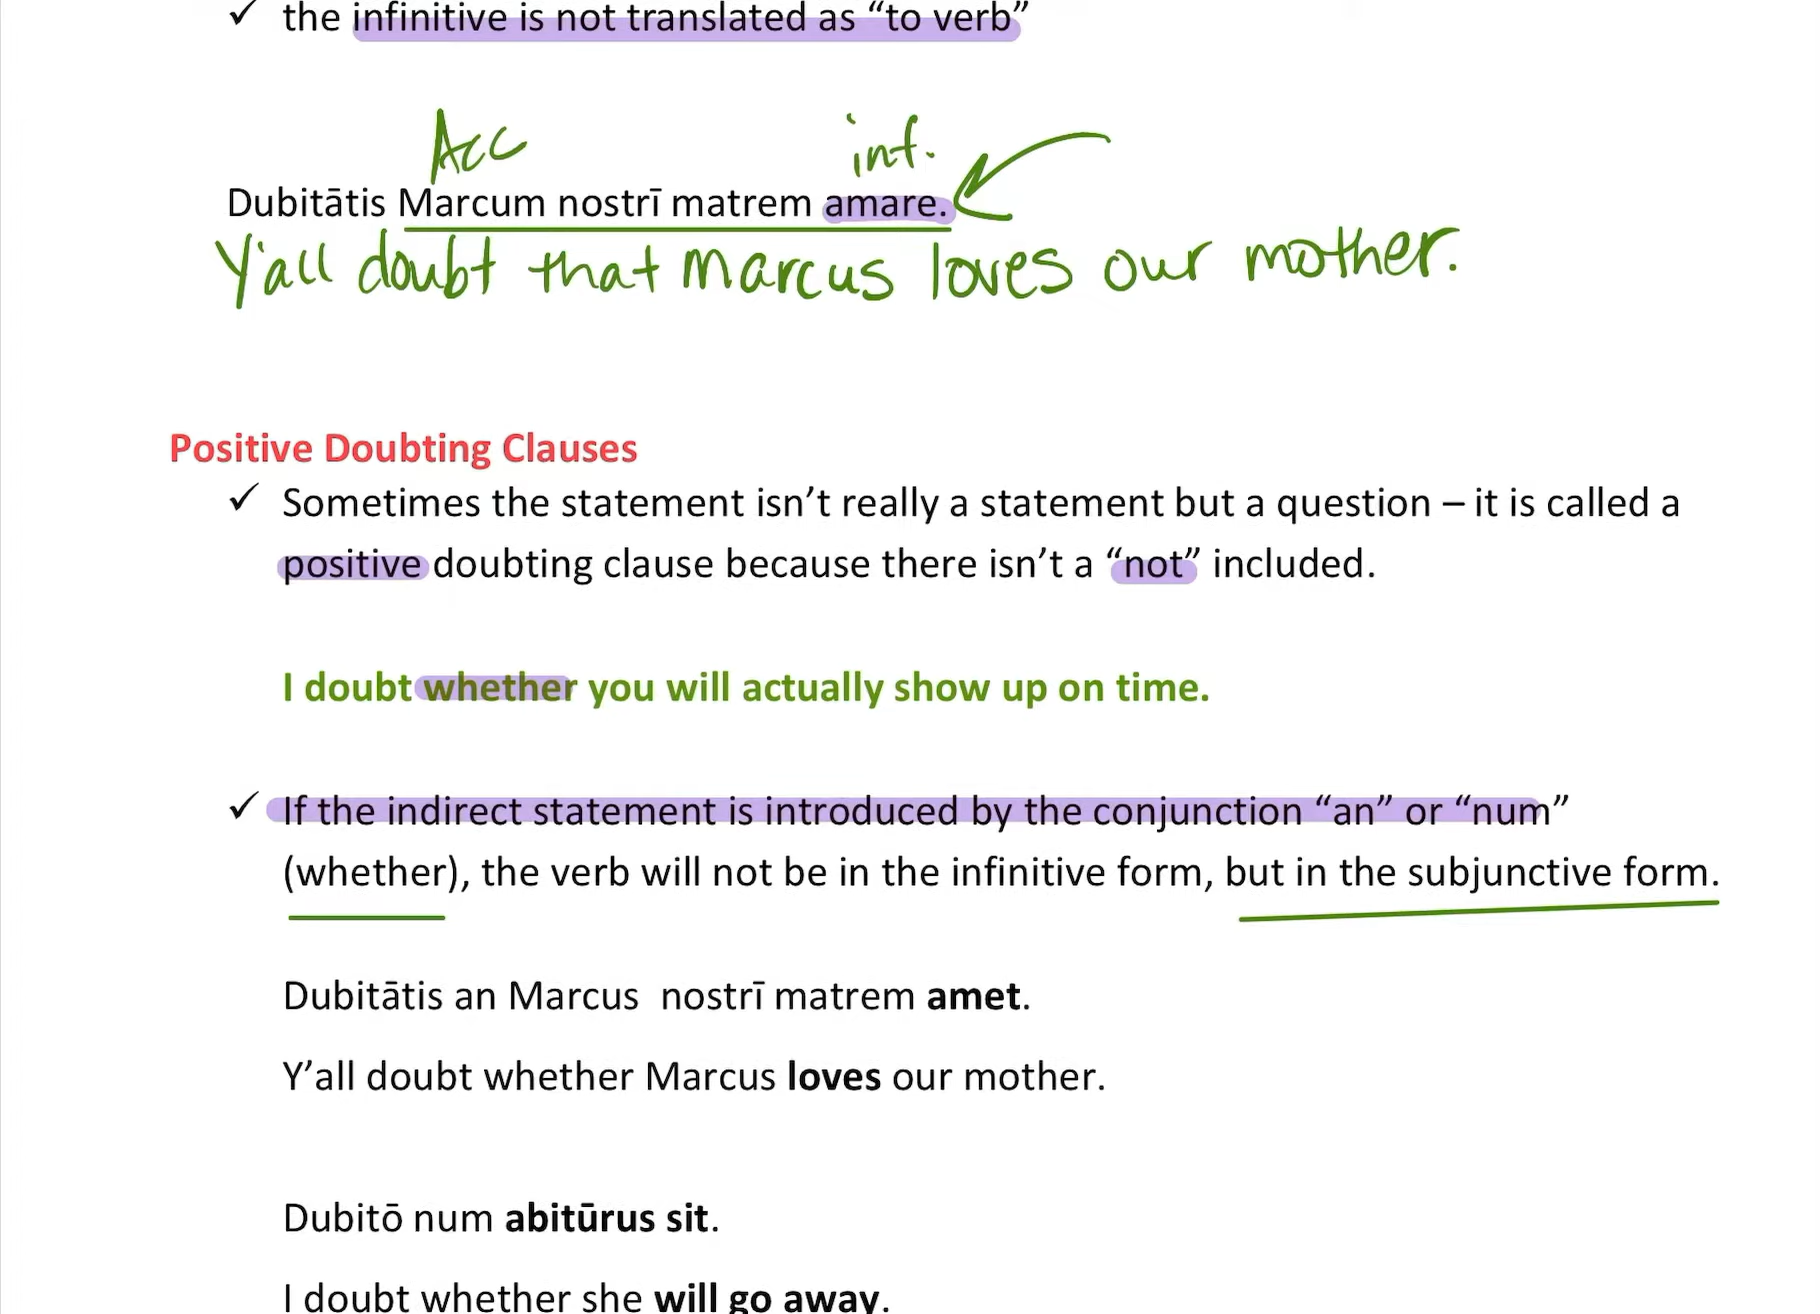 ✓ the infinitive is not translated as “to verb”
Acc inf.
Dubitātis Marcum nostrī matrem amare.
Y'all doubt that Marcus loves our mother.
Positive Doubting Clauses
✓ Sometimes the statement isn’t really a statement but a question – it is called a
positive doubting clause because there isn’t a “not” included.
I doubt whether you will actually show up on time.
✓ If the indirect statement is introduced by the conjunction “an” or “num”
(whether), the verb will not be in the infinitive form, but in the subjunctive form.
Dubitātis an Marcus nostrī matrem amet.
Y’all doubt whether Marcus loves our mother.
Dubitō num abitūrus sit.
I doubt whether she will go away.